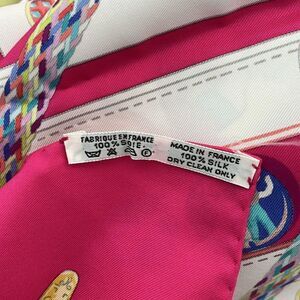 FABRIQUE EN FRANCE
100% SOIE
MADE IN FRANCE
100% SILK
DRY CLEAN ONLY